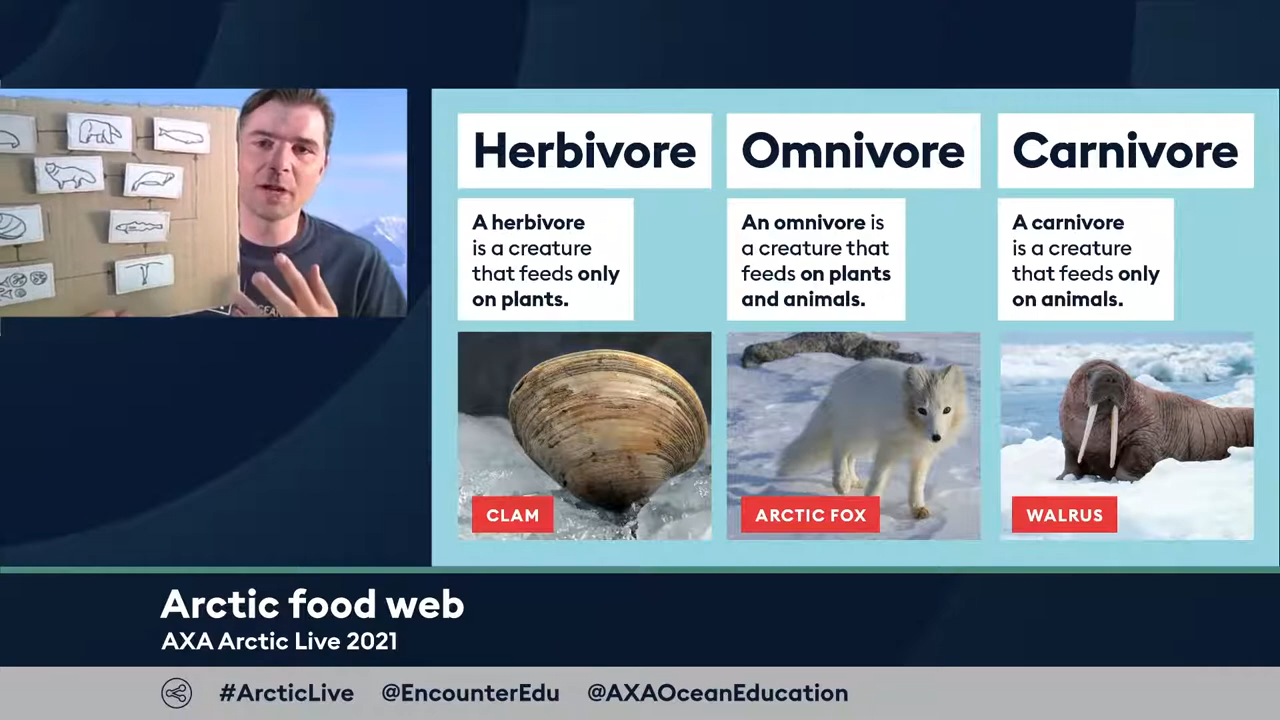 Herbivore
A herbivore
is a creature
that feeds only
on plants.
CLAM
Omnivore
An omnivore is
a creature that
feeds on plants
and animals.
ARCTIC FOX
Carnivore
A carnivore
is a creature
that feeds only
on animals.
WALRUS
Arctic food web
AXA Arctic Live 2021
#ArcticLive @EncounterEdu @AXAOceanEducation